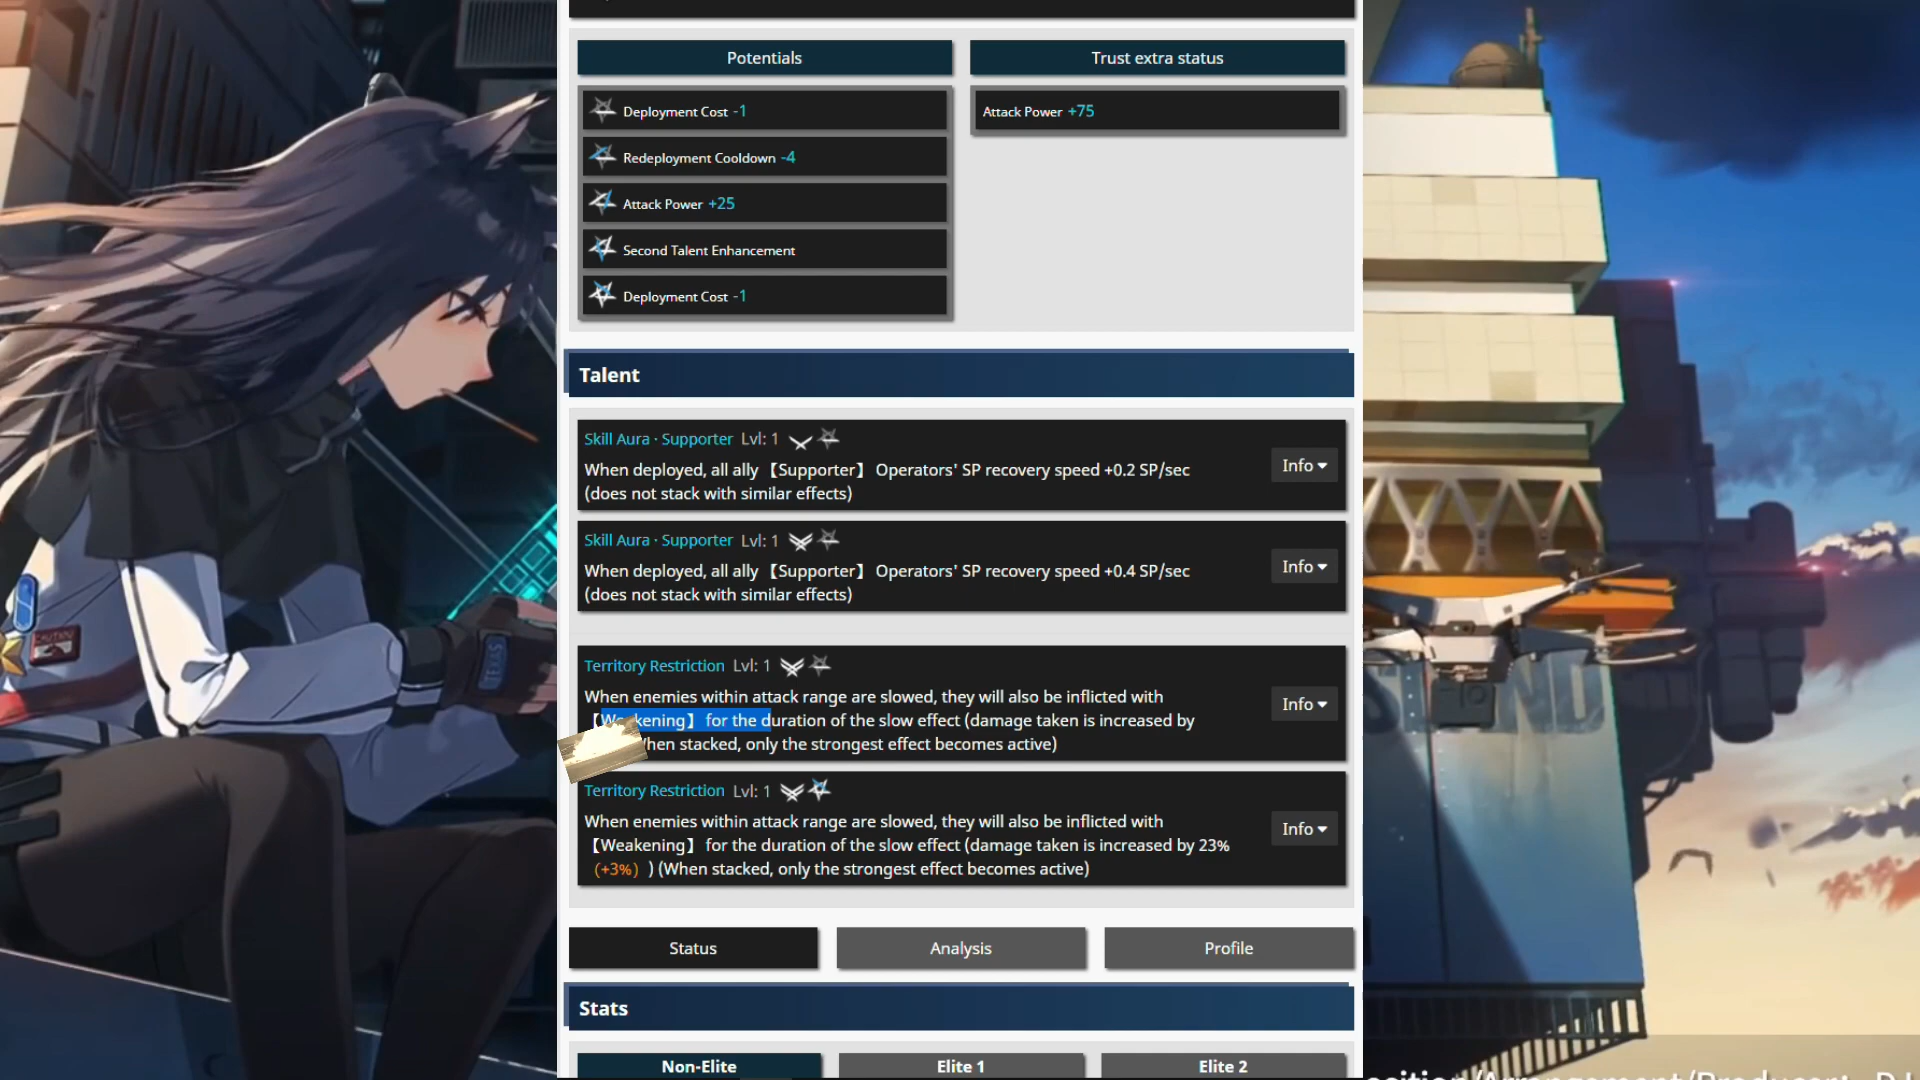 Potentials
Trust extra status
Deployment Cost -1
Attack Power +75
Redeployment Cooldown -4
Attack Power +25
Second Talent Enhancement
Deployment Cost -1
Talent
Skill Aura · Supporter Lvl: 1
When deployed, all ally 【Supporter】 Operators' SP recovery speed +0.2 SP/sec
(does not stack with similar effects)
Info
Skill Aura · Supporter Lvl: 1
When deployed, all ally 【Supporter】 Operators' SP recovery speed +0.4 SP/sec
(does not stack with similar effects)
Info
Territory Restriction Lvl: 1
When enemies within attack range are slowed, they will also be inflicted with
【Weakening】 for the duration of the slow effect (damage taken is increased by
When stacked, only the strongest effect becomes active)
Info
Territory Restriction Lvl: 1
When enemies within attack range are slowed, they will also be inflicted with
【Weakening】 for the duration of the slow effect (damage taken is increased by 23%
(+3%) ) (When stacked, only the strongest effect becomes active)
Info
Status
Analysis
Profile
Stats
Non-Elite
Elite 1
Elite 2
TEXAS